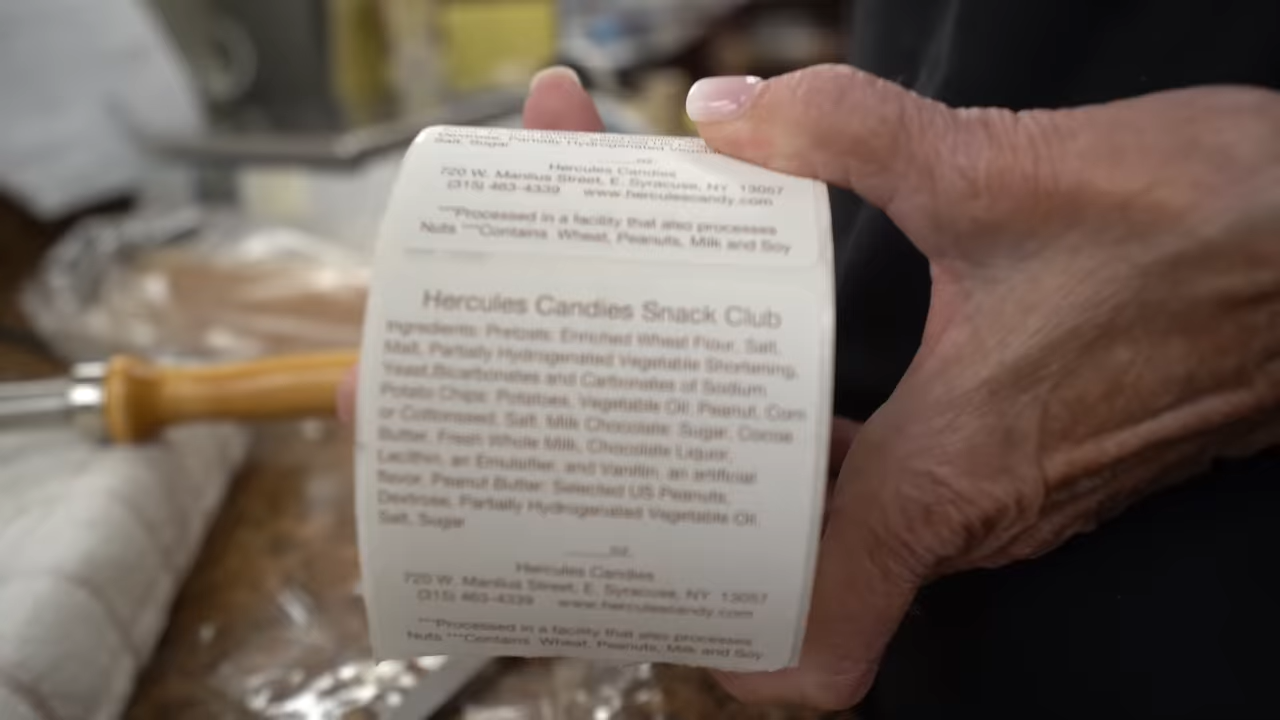 Dextrose, Partially Hydrogenated Vegetable
Salt, Sugar
oz.
Hercules Candies
720 W. Manlius Street, E. Syracuse, NY 13057
(315) 463-4339 www.herculescandy.com
***Processed in a facility that also processes
Nuts ***Contains Wheat, Peanuts, Milk and Soy
Hercules Candies Snack Club
Ingredients: Pretzels: Enriched Wheat Flour, Salt,
Malt, Partially Hydrogenated Vegetable Shortening,
Yeast,Bicarbonates and Carbonates of Sodium.
Potato Chips: Potatoes, Vegetable Oil: Peanut, Corn
or Cottonseed, Salt. Milk Chocolate: Sugar, Cocoa
Butter, Fresh Whole Milk, Chocolate Liquor,
Lecithin, an Emulsifier, and Vanillin, an artificial
flavor. Peanut Butter: Selected US Peanuts,
Dextrose, Partially Hydrogenated Vegetable Oil,
Salt, Sugar
oz.
Hercules Candies
720 W. Manlius Street, E. Syracuse, NY 13057
(315) 463-4339 www.herculescandy.com
***Processed in a facility that also processes
Nuts ***Contains Wheat, Peanuts, Milk and Soy